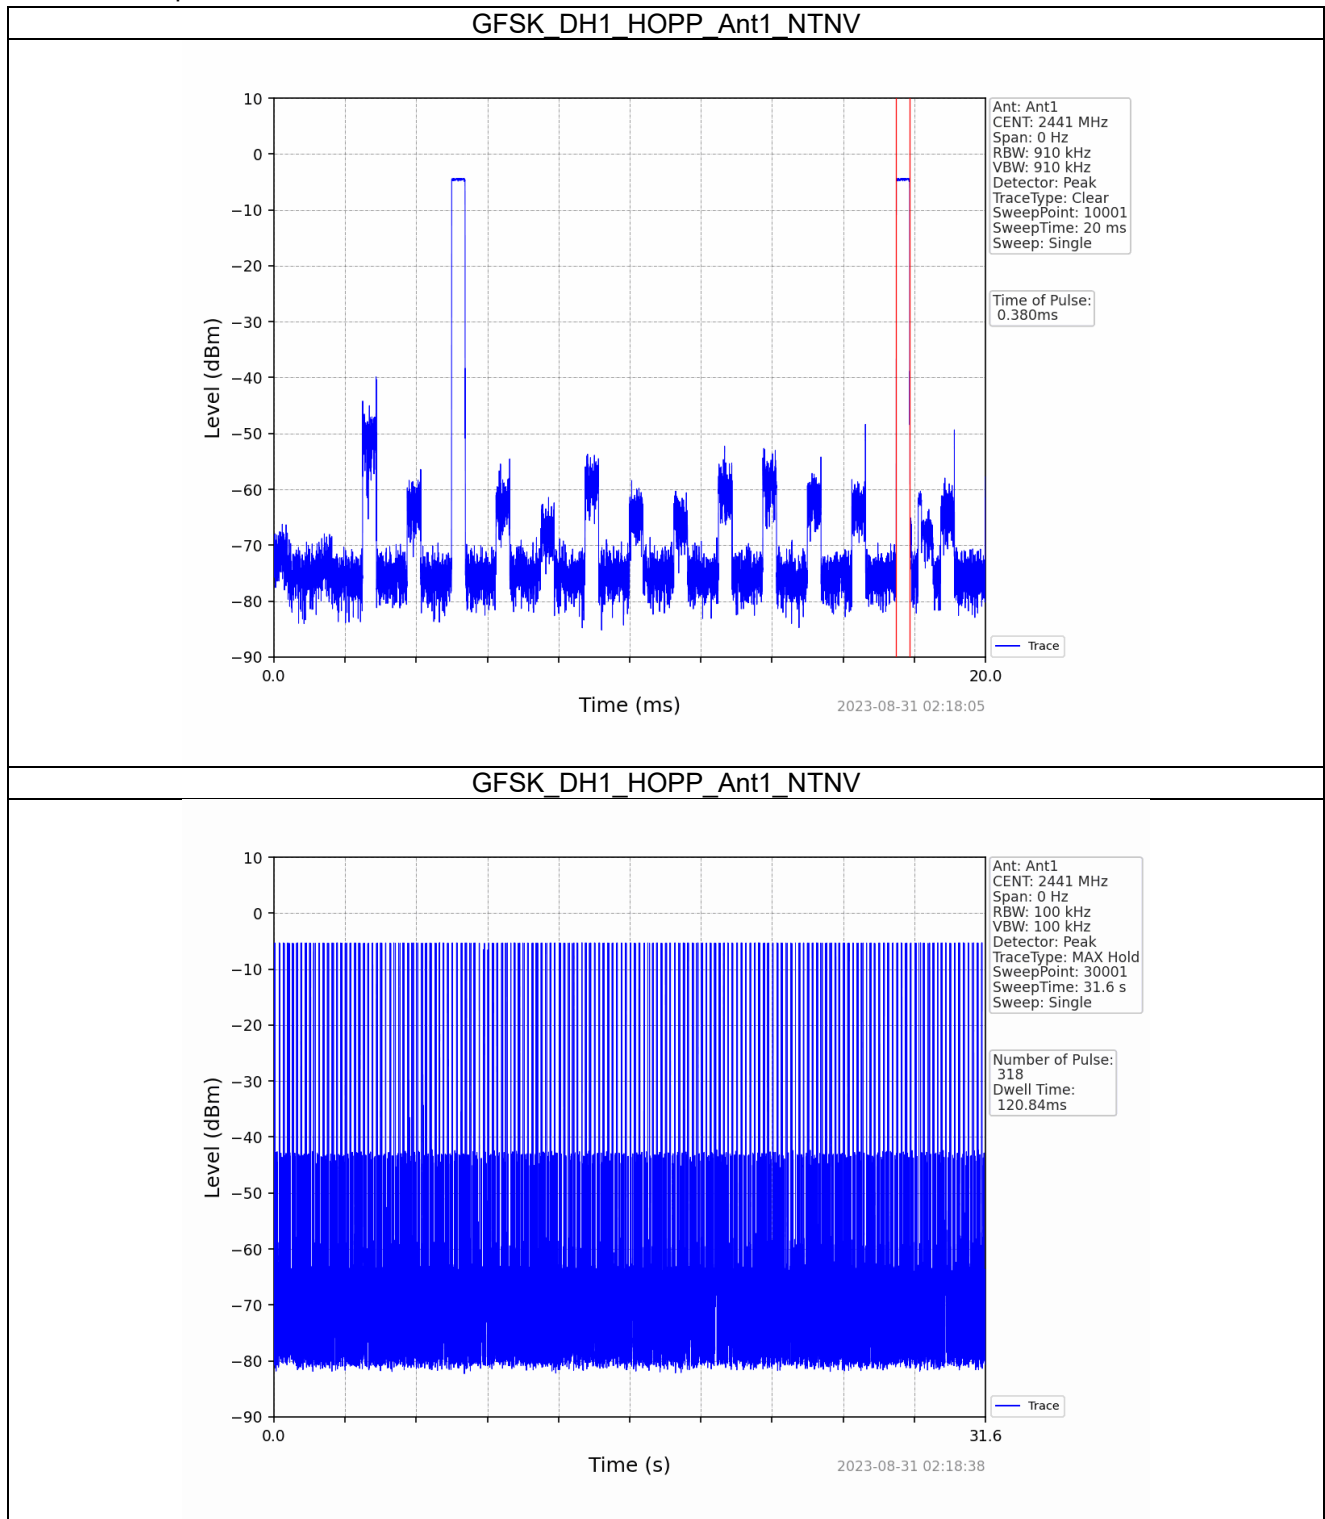 GFSK_DH1_HOPP_Ant1_NTNV
10
0
−10
−20
−30
−40
−50
−60
−70
−80
−90
Level (dBm)
0.0
20.0
Time (ms)
2023-08-31 02:18:05
Ant: Ant1
CENT: 2441 MHz
Span: 0 Hz
RBW: 910 kHz
VBW: 910 kHz
Detector: Peak
TraceType: Clear
SweepPoint: 10001
SweepTime: 20 ms
Sweep: Single
Time of Pulse:
0.380ms
Trace
GFSK_DH1_HOPP_Ant1_NTNV
10
0
−10
−20
−30
−40
−50
−60
−70
−80
−90
Level (dBm)
0.0
31.6
Time (s)
2023-08-31 02:18:38
Ant: Ant1
CENT: 2441 MHz
Span: 0 Hz
RBW: 100 kHz
VBW: 100 kHz
Detector: Peak
TraceType: MAX Hold
SweepPoint: 30001
SweepTime: 31.6 s
Sweep: Single
Number of Pulse:
318
Dwell Time:
120.84ms
Trace